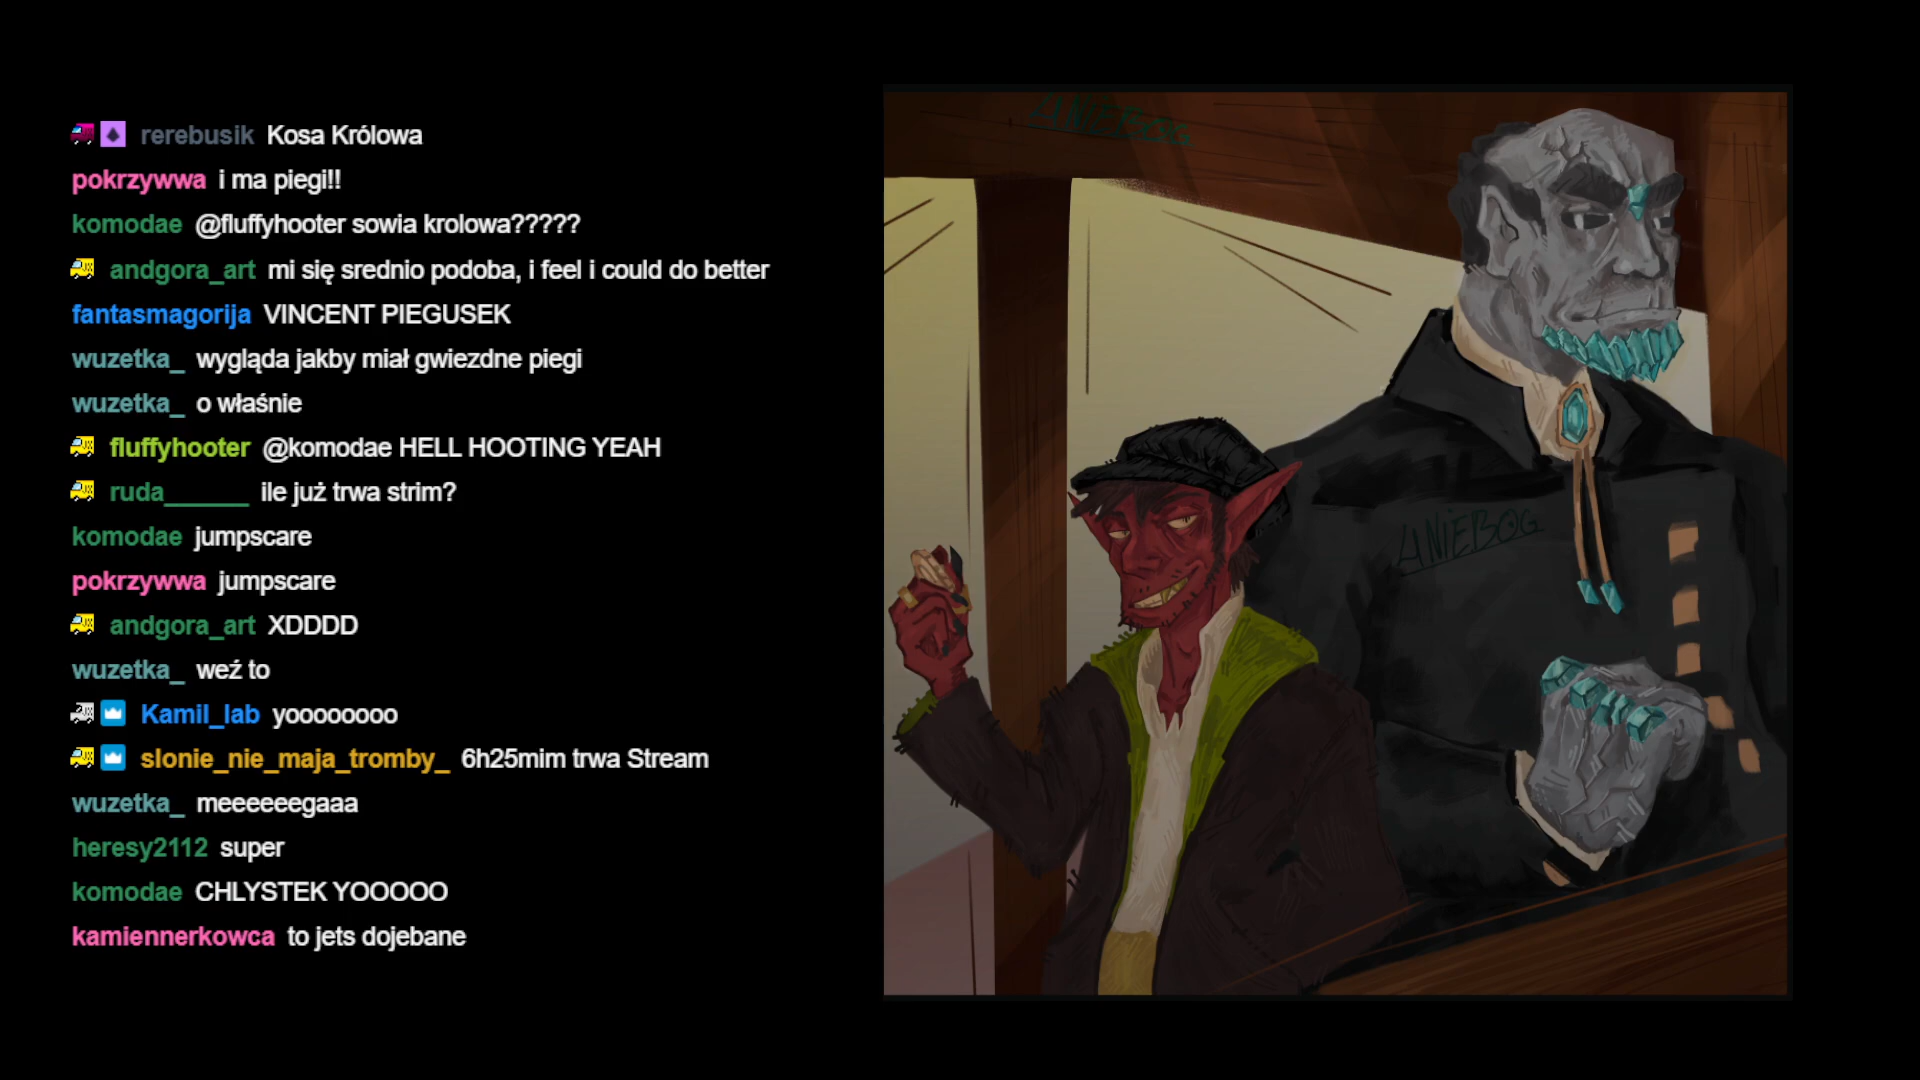 rerebusik Kosa Królowa
pokrzywwa i ma piegi!!
komodae @fluffyhooter sowia krolowa?????
andgora_art mi się srednio podoba, i feel i could do better
fantasmagorija VINCENT PIEGUSEK
wuzetka_ wygląda jakby miał gwiezdne piegi
wuzetka_ o właśnie
fluffyhooter @komodae HELL HOOTING YEAH
ruda______ ile już trwa strim?
komodae jumpscare
pokrzywwa jumpscare
andgora_art XDDDD
wuzetka_ weź to
Kamil_lab yoooooooo
slonie_nie_maja_tromby_ 6h25mim trwa Stream
wuzetka_ meeeeeegaaa
heresy2112 super
komodae CHLYSTEK YOOOOO
kamiennerkowca to jets dojebane
ANIEBOG
ANIEBOG